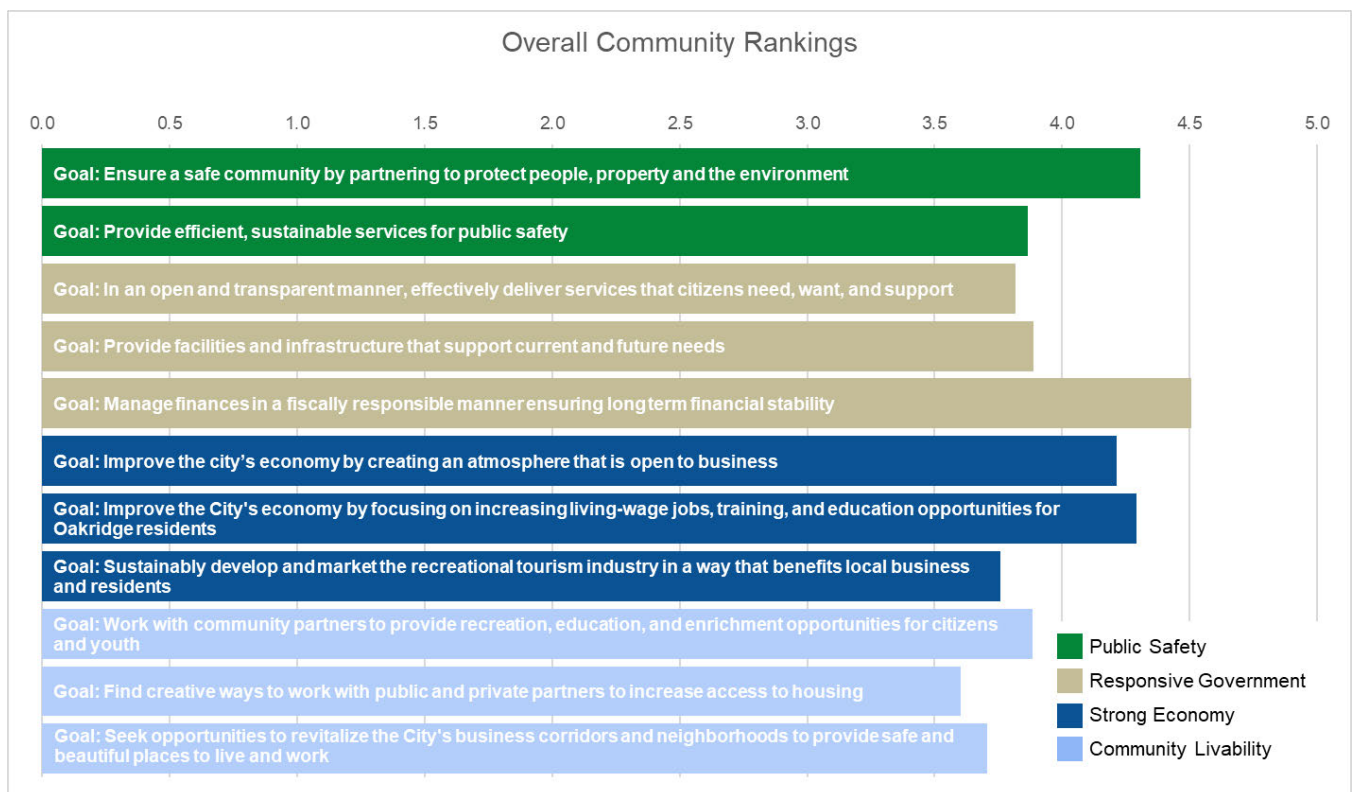 Overall Community Rankings
0.0 0.5 1.0 1.5 2.0 2.5 3.0 3.5 4.0 4.5 5.0
Goal: Ensure a safe community by partnering to protect people, property and the environment
Goal: Provide efficient, sustainable services for public safety
Goal: In an open and transparent manner, effectively deliver services that citizens need, want, and support
Goal: Provide facilities and infrastructure that support current and future needs
Goal: Manage finances in a fiscally responsible manner ensuring long term financial stability
Goal: Improve the city’s economy by creating an atmosphere that is open to business
Goal: Improve the City's economy by focusing on increasing living-wage jobs, training, and education opportunities for
Oakridge residents
Goal: Sustainably develop and market the recreational tourism industry in a way that benefits local business
and residents
Goal: Work with community partners to provide recreation, education, and enrichment opportunities for citizens
and youth
Goal: Find creative ways to work with public and private partners to increase access to housing
Goal: Seek opportunities to revitalize the City's business corridors and neighborhoods to provide safe and
beautiful places to live and work
Public Safety
Responsive Government
Strong Economy
Community Livability